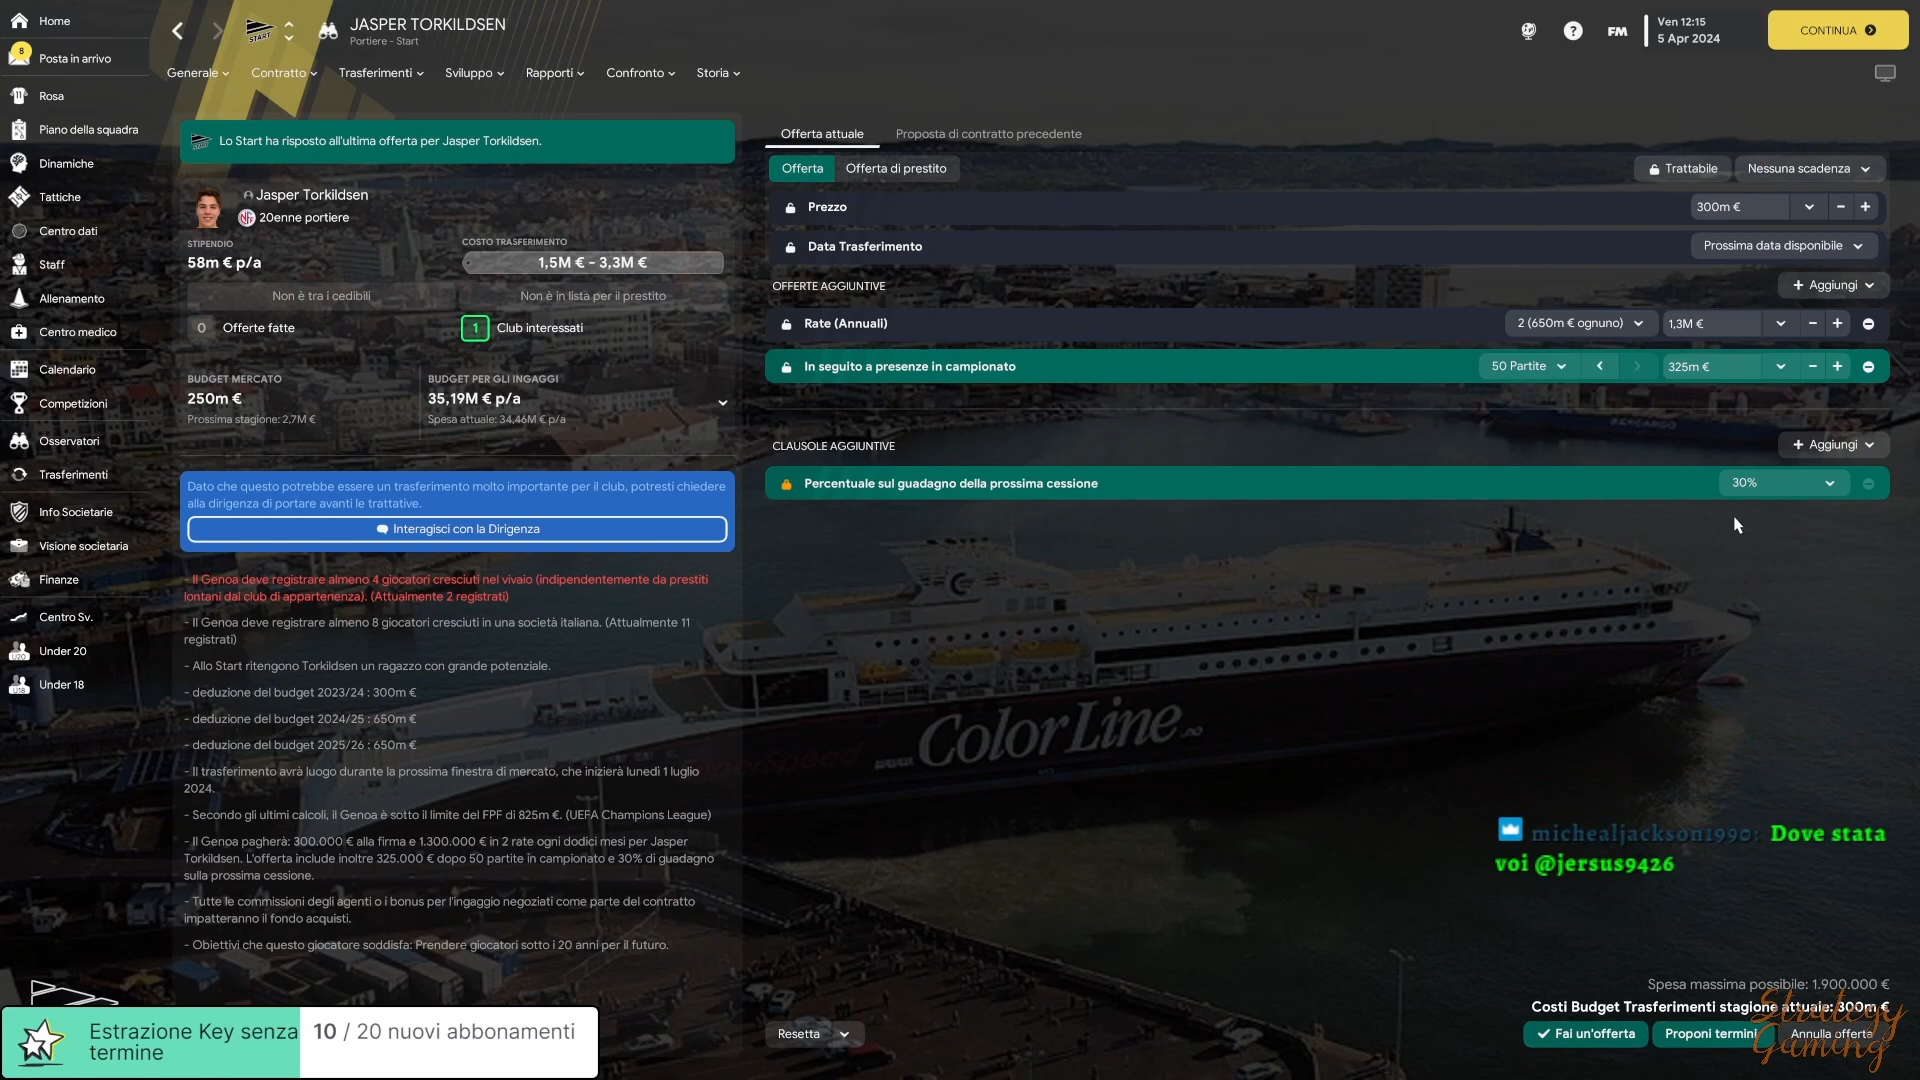 Home
8
Posta in arrivo
Rosa
Piano della squadra
Dinamiche
Tattiche
Centro dati
Staff
Allenamento
Centro medico
Calendario
Competizioni
Osservatori
Trasferimenti
Info Societarie
Visione societaria
Finanze
Centro Sv.
U20
Under 20
U18
Under 18
START
JASPER TORKILDSEN
Portiere - Start
FM
Ven 12:15
5 Apr 2024
CONTINUA
Generale
Contratto
Trasferimenti
Sviluppo
Rapporti
Confronto
Storia
Lo Start ha risposto all'ultima offerta per Jasper Torkildsen.
Jasper Torkildsen
20enne portiere
STIPENDIO
58m € p/a
COSTO TRASFERIMENTO
1,5M € - 3,3M €
Non è tra i cedibili
Non è in lista per il prestito
0 Offerte fatte
1 Club interessati
BUDGET MERCATO
250m €
Prossima stagione: 2,7M €
BUDGET PER GLI INGAGGI
35,19M € p/a
Spesa attuale: 34,46M € p/a
Dato che questo potrebbe essere un trasferimento molto importante per il club, potresti chiedere
alla dirigenza di portare avanti le trattative.
Interagisci con la Dirigenza
- Il Genoa deve registrare almeno 4 giocatori cresciuti nel vivaio (indipendentemente da prestiti
lontani dal club di appartenenza). (Attualmente 2 registrati)
- Il Genoa deve registrare almeno 8 giocatori cresciuti in una società italiana. (Attualmente 11
registrati)
- Allo Start ritengono Torkildsen un ragazzo con grande potenziale.
- deduzione del budget 2023/24 : 300m €
- deduzione del budget 2024/25 : 650m €
- deduzione del budget 2025/26 : 650m €
- Il trasferimento avrà luogo durante la prossima finestra di mercato, che inizierà lunedì 1 luglio
2024.
- Secondo gli ultimi calcoli, il Genoa è sotto il limite del FPF di 825m €. (UEFA Champions League)
- Il Genoa pagherà: 300.000 € alla firma e 1.300.000 € in 2 rate ogni dodici mesi per Jasper
Torkildsen. L'offerta include inoltre 325.000 € dopo 50 partite in campionato e 30% di guadagno
sulla prossima cessione.
- Tutte le commissioni degli agenti o i bonus per l'ingaggio negoziati come parte del contratto
impatteranno il fondo acquisti.
- Obiettivi che questo giocatore soddisfa: Prendere giocatori sotto i 20 anni per il futuro.
Offerta attuale
Proposta di contratto precedente
Offerta
Offerta di prestito
Trattabile
Nessuna scadenza
Prezzo
300m €
Data Trasferimento
Prossima data disponibile
OFFERTE AGGIUNTIVE
+ Aggiungi
Rate (Annuali)
2 (650m € ognuno)
1,3M €
In seguito a presenze in campionato
50 Partite
325m €
CLAUSOLE AGGIUNTIVE
+ Aggiungi
Percentuale sul guadagno della prossima cessione
30%
ColorLine.no
michealjackson1990: Dove stata
voi @jersus9426
Spesa massima possibile: 1.900.000 €
Costi Budget Trasferimenti stagione attuale: 300m €
Resetta
Fai un'offerta
Proponi termini
Annulla offerta
Strategy
Gaming
Estrazione Key senza
termine
10 / 20 nuovi abbonamenti